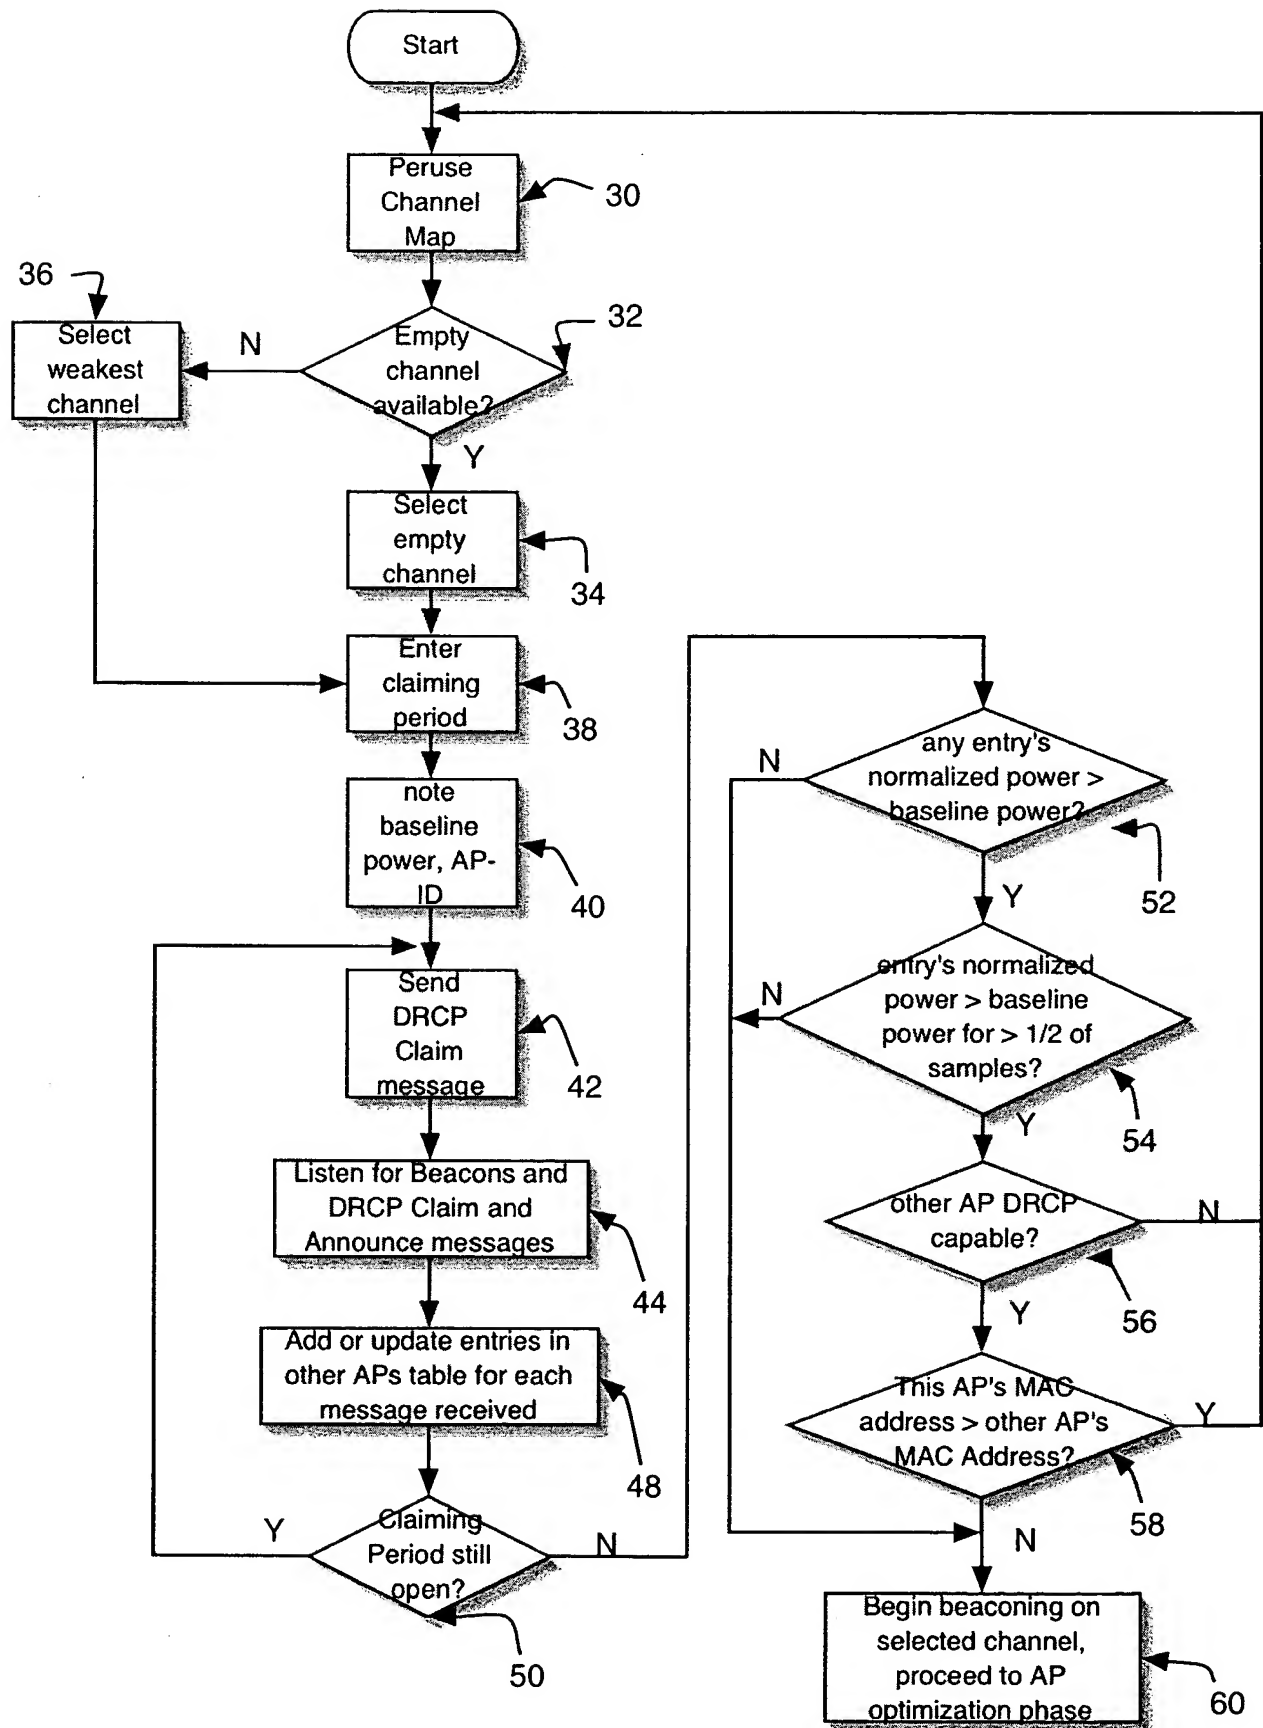 Start
Peruse
Channel
Map
30
36
Select
weakest
channel
N
Empty
channel
available?
32
Y
Select
empty
channel
34
Enter
claiming
period
38
note
baseline
power, AP-
ID
40
Send
DRCP
Claim
message
42
Listen for Beacons and
DRCP Claim and
Announce messages
44
Add or update entries in
other APs table for each
message received
48
Y
Claiming
Period still
open?
N
50
N
any entry's
normalized power >
baseline power?
52
Y
N
entry's normalized
power > baseline
power for > 1/2 of
samples?
54
Y
other AP DRCP
capable?
N
56
Y
This AP's MAC
address > other AP's
MAC Address?
Y
58
N
Begin beaconing on
selected channel,
proceed to AP
optimization phase
60